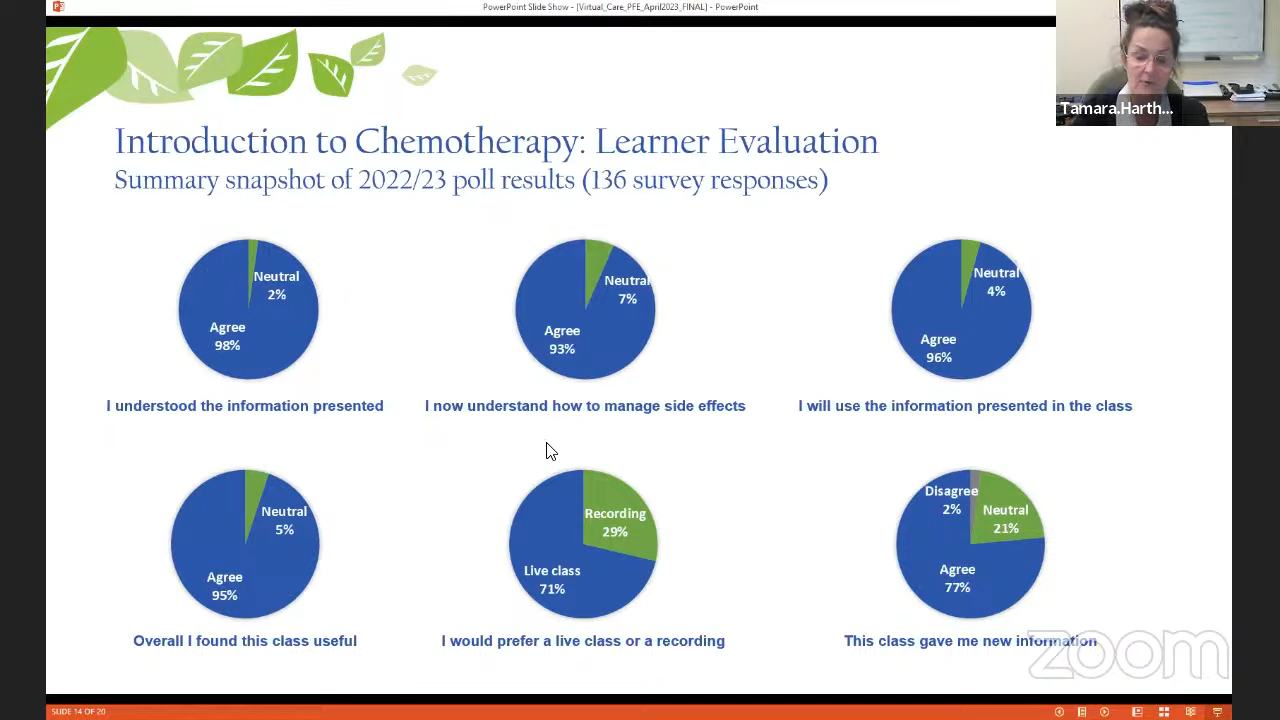 PowerPoint Slide Show - [Virtual_Care_PFE_April2023_FINAL] - PowerPoint
Tamara.Harth...
Introduction to Chemotherapy: Learner Evaluation
Summary snapshot of 2022/23 poll results (136 survey responses)
Neutral
2%
Agree
98%
I understood the information presented
Neutral
7%
Agree
93%
I now understand how to manage side effects
Neutral
4%
Agree
96%
I will use the information presented in the class
Neutral
5%
Agree
95%
Overall I found this class useful
Recording
29%
Live class
71%
I would prefer a live class or a recording
Disagree
2%
Neutral
21%
Agree
77%
This class gave me new information
zoom
SLIDE 14 OF 20